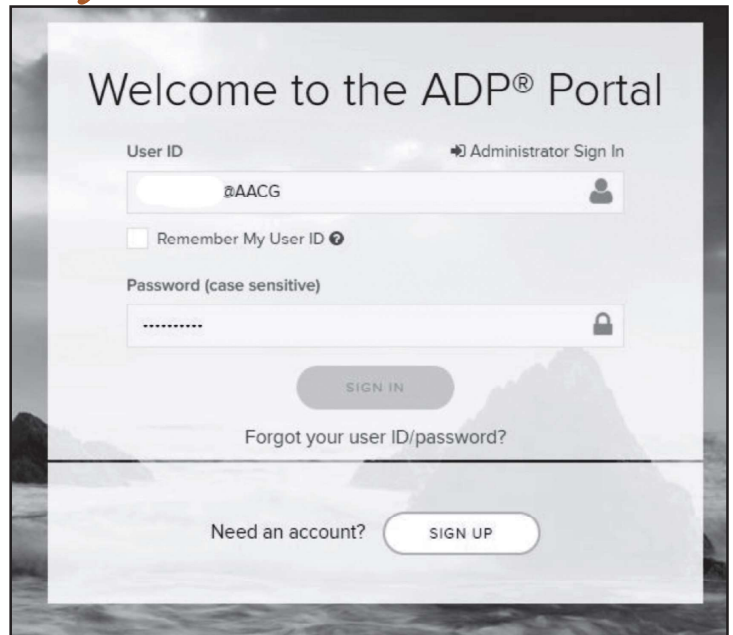 Welcome to the ADP® Portal
User ID Administrator Sign In
@AACG
Remember My User ID
Password (case sensitive)
SIGN IN
Forgot your user ID/password?
Need an account? SIGN UP